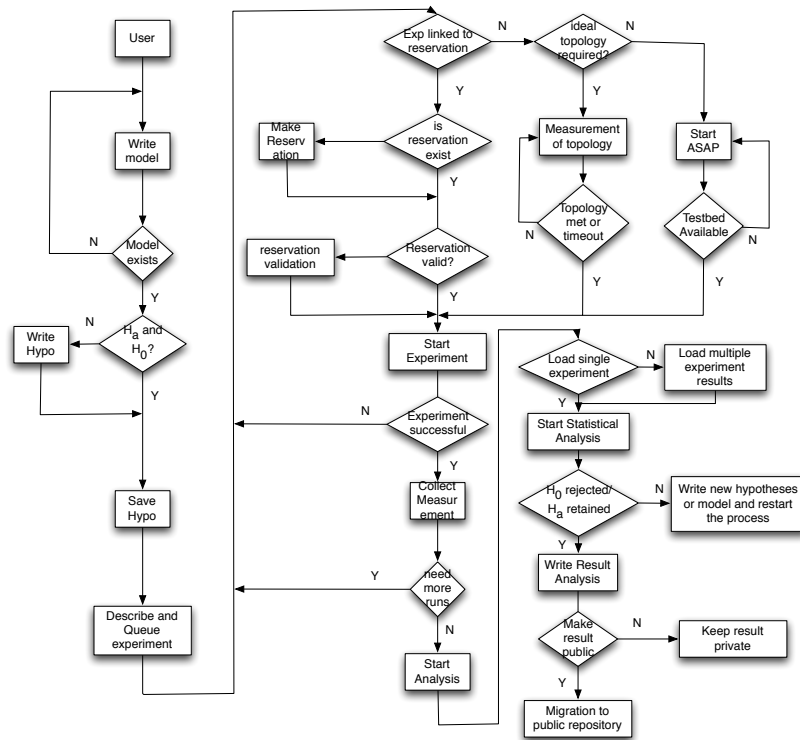 User
Write
model
N
Model
exists
Y
N
Hₐ and
H₀?
Write
Hypo
Y
Save
Hypo
Describe and
Queue
experiment
Exp linked to
reservation
N
Y
Make
Reserv
ation
is
reservation
exist
Y
reservation
validation
Reservation
valid?
Y
ideal
topology
required?
N
Y
Measurement
of topology
Topology
met or
timeout
N
Y
Start
ASAP
Testbed
Available
N
Y
Start
Experiment
N
Experiment
successful
Y
Collect
Measur
ement
Y
need
more
runs
N
Start
Analysis
Load single
experiment
N
Load multiple
experiment
results
Y
Start Statistical
Analysis
H₀ rejected/
Hₐ retained
N
Write new hypotheses
or model and restart
the process
Y
Write Result
Analysis
Make
result
public
N
Keep result
private
Y
Migration to
public repository